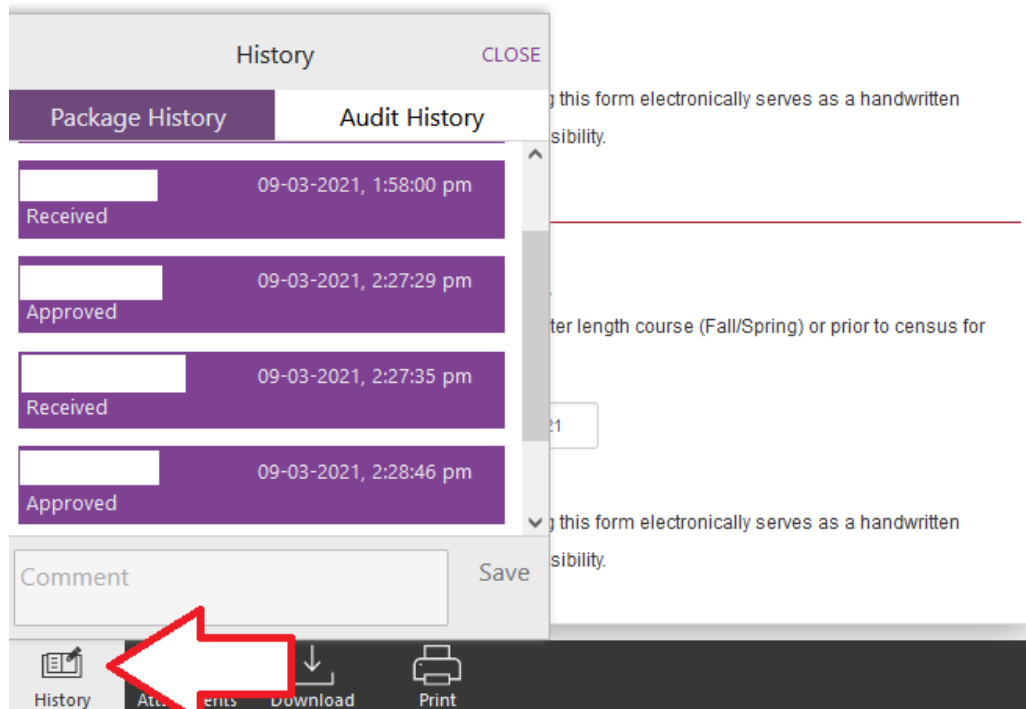 History CLOSE
Package History Audit History
09-03-2021, 1:58:00 pm
Received
09-03-2021, 2:27:29 pm
Approved
09-03-2021, 2:27:35 pm
Received
09-03-2021, 2:28:46 pm
Approved
Comment Save
this form electronically serves as a handwritten
sibility.
ter length course (Fall/Spring) or prior to census for
21
this form electronically serves as a handwritten
sibility.
History Download Print